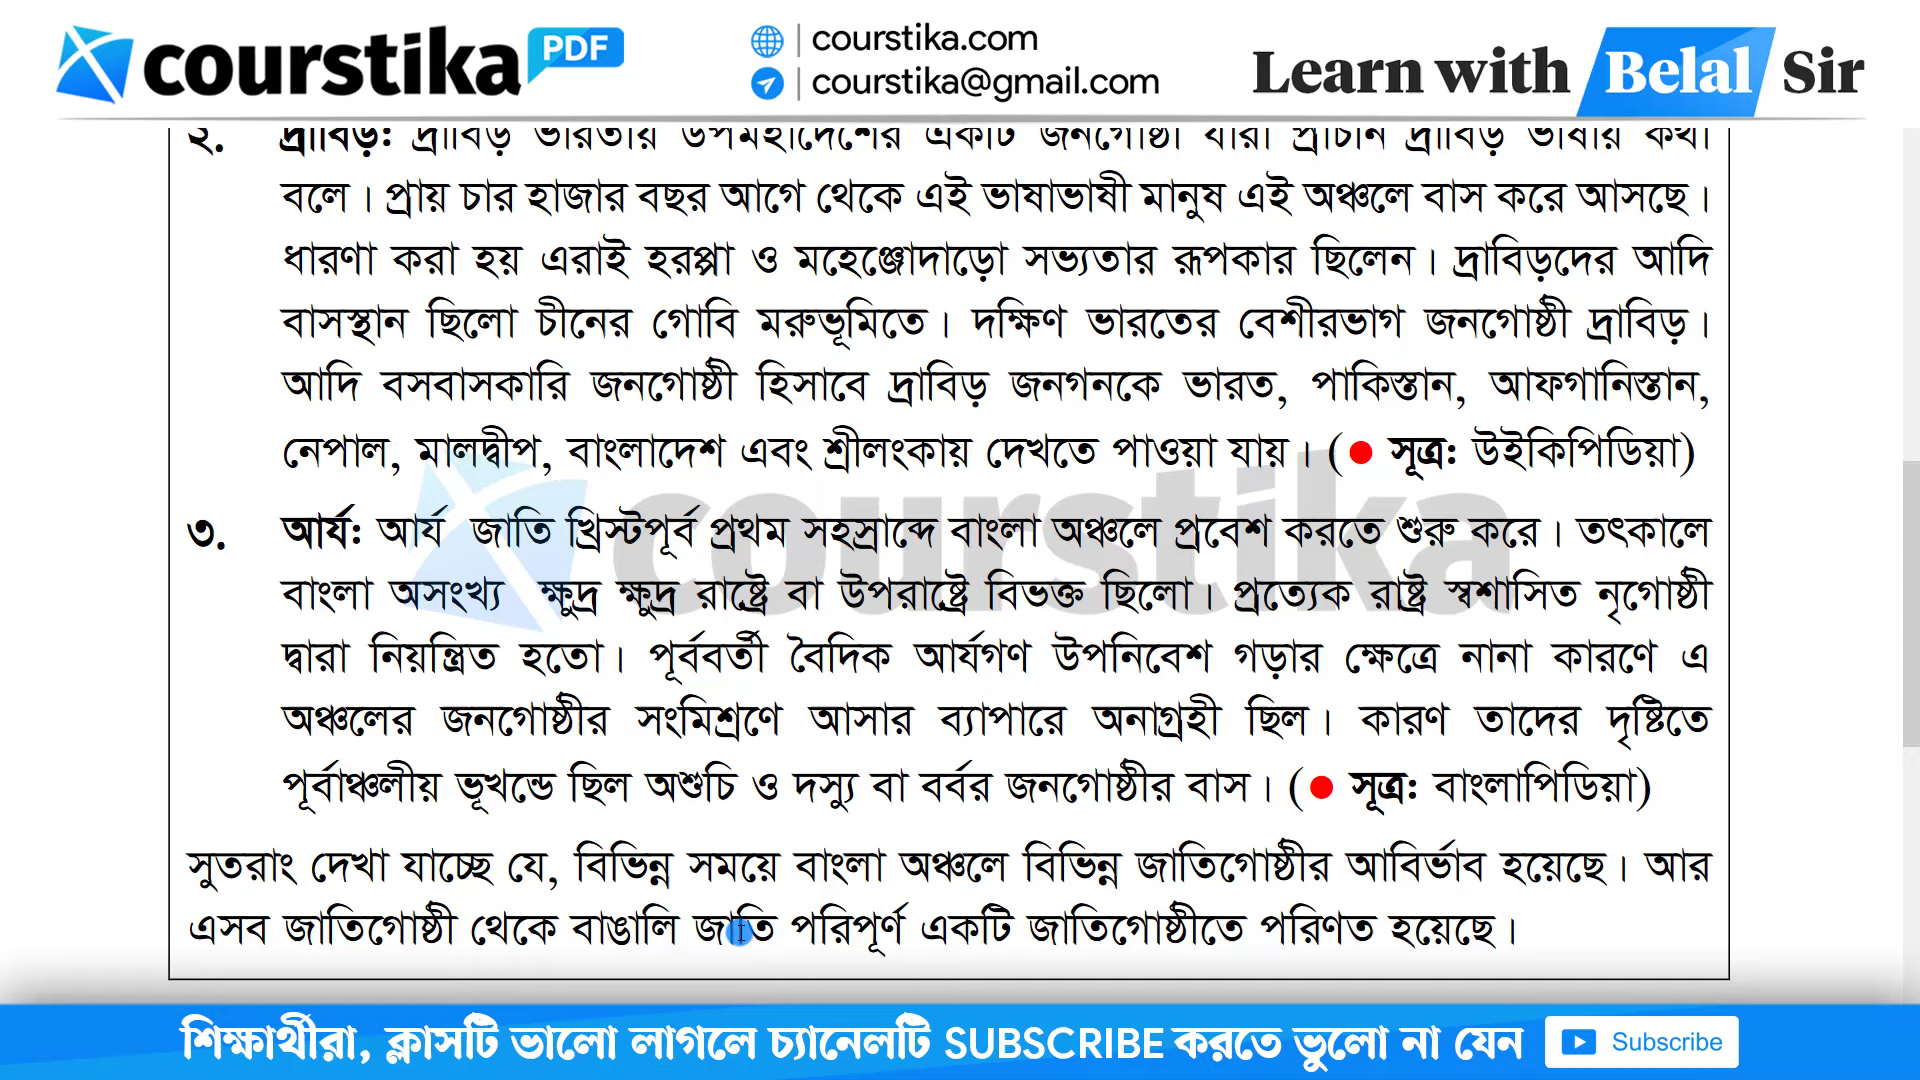 courstika PDF
courstika.com
courstika@gmail.com
Learn with Belal Sir
২. দ্রাবিড়: দ্রাবিড় ভারতীয় উপমহাদেশের একটি জনগোষ্ঠী যারা প্রাচীন দ্রাবিড় ভাষায় কথা
বলে। প্রায় চার হাজার বছর আগে থেকে এই ভাষাভাষী মানুষ এই অঞ্চলে বাস করে আসছে।
ধারণা করা হয় এরাই হরপ্পা ও মহেঞ্জোদাড়ো সভ্যতার রূপকার ছিলেন। দ্রাবিড়দের আদি
বাসস্থান ছিলো চীনের গোবি মরুভূমিতে। দক্ষিণ ভারতের বেশীরভাগ জনগোষ্ঠী দ্রাবিড়।
আদি বসবাসকারি জনগোষ্ঠী হিসাবে দ্রাবিড় জনগনকে ভারত, পাকিস্তান, আফগানিস্তান,
নেপাল, মালদ্বীপ, বাংলাদেশ এবং শ্রীলংকায় দেখতে পাওয়া যায়। (● সূত্র: উইকিপিডিয়া)
৩. আর্য: আর্য জাতি খ্রিস্টপূর্ব প্রথম সহস্রাব্দে বাংলা অঞ্চলে প্রবেশ করতে শুরু করে। তৎকালে
বাংলা অসংখ্য ক্ষুদ্র ক্ষুদ্র রাষ্ট্রে বা উপরাষ্ট্রে বিভক্ত ছিলো। প্রত্যেক রাষ্ট্র স্বশাসিত নৃগোষ্ঠী
দ্বারা নিয়ন্ত্রিত হতো। পূর্ববর্তী বৈদিক আর্যগণ উপনিবেশ গড়ার ক্ষেত্রে নানা কারণে এ
অঞ্চলের জনগোষ্ঠীর সংমিশ্রণে আসার ব্যাপারে অনাগ্রহী ছিল। কারণ তাদের দৃষ্টিতে
পূর্বাঞ্চলীয় ভূখন্ডে ছিল অশুচি ও দস্যু বা বর্বর জনগোষ্ঠীর বাস। (● সূত্র: বাংলাপিডিয়া)
সুতরাং দেখা যাচ্ছে যে, বিভিন্ন সময়ে বাংলা অঞ্চলে বিভিন্ন জাতিগোষ্ঠীর আবির্ভাব হয়েছে। আর
এসব জাতিগোষ্ঠী থেকে বাঙালি জাতি পরিপূর্ণ একটি জাতিগোষ্ঠীতে পরিণত হয়েছে।
courstika
শিক্ষার্থীরা, ক্লাসটি ভালো লাগলে চ্যানেলটি SUBSCRIBE করতে ভুলো না যেন
Subscribe